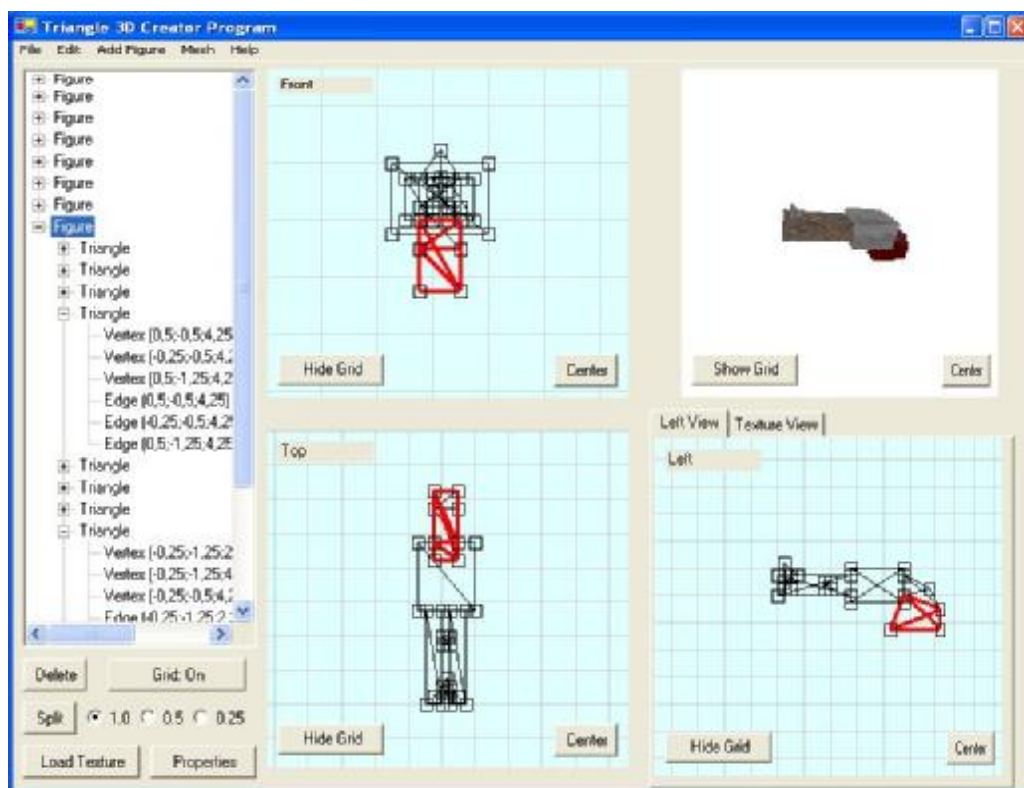 Triangle 3D Creator Program
File Edit Add Figure Mesh Help
Figure
Figure
Figure
Figure
Figure
Figure
Figure
Figure
Triangle
Triangle
Triangle
Triangle
Vertex (0,5;-0,5;4,25
Vertex (-0,25;-0,5;4,2
Vertex (0,5;-1,25;4,2
Edge (0,5;-0,5;4,25)
Edge (-0,25;-0,5;4,2
Edge (0,5;-1,25;4,25
Triangle
Triangle
Triangle
Triangle
Vertex (-0,25;-1,25;2
Vertex (-0,25;-1,25;4
Vertex (-0,25;-0,5;4,2
Edge (-0,25;-1,25;2
Delete Grid: On
Split 1.0 0.5 0.25
Load Texture Properties
Front
Hide Grid Center
Show Grid Center
Top
Hide Grid Center
Left View Texture View
Left
Hide Grid Center